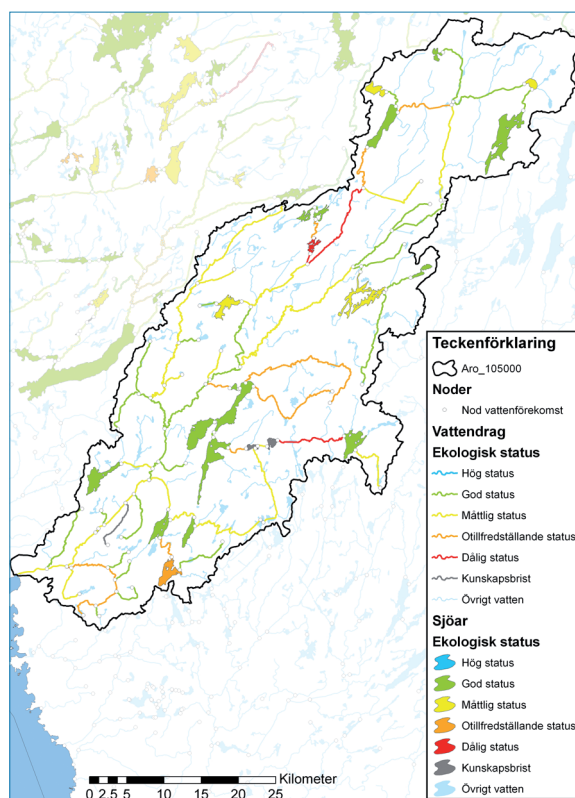 Teckenförklaring
Aro_105000
Noder
Nod vattenförekomst
Vattendrag
Ekologisk status
Hög status
God status
Måttlig status
Otillfredställande status
Dålig status
Kunskapsbrist
Övrigt vatten
Sjöar
Ekologisk status
Hög status
God status
Måttlig status
Otillfredställande status
Dålig status
Kunskapsbrist
Övrigt vatten
Kilometer
0 2.5 5 10 15 20 25